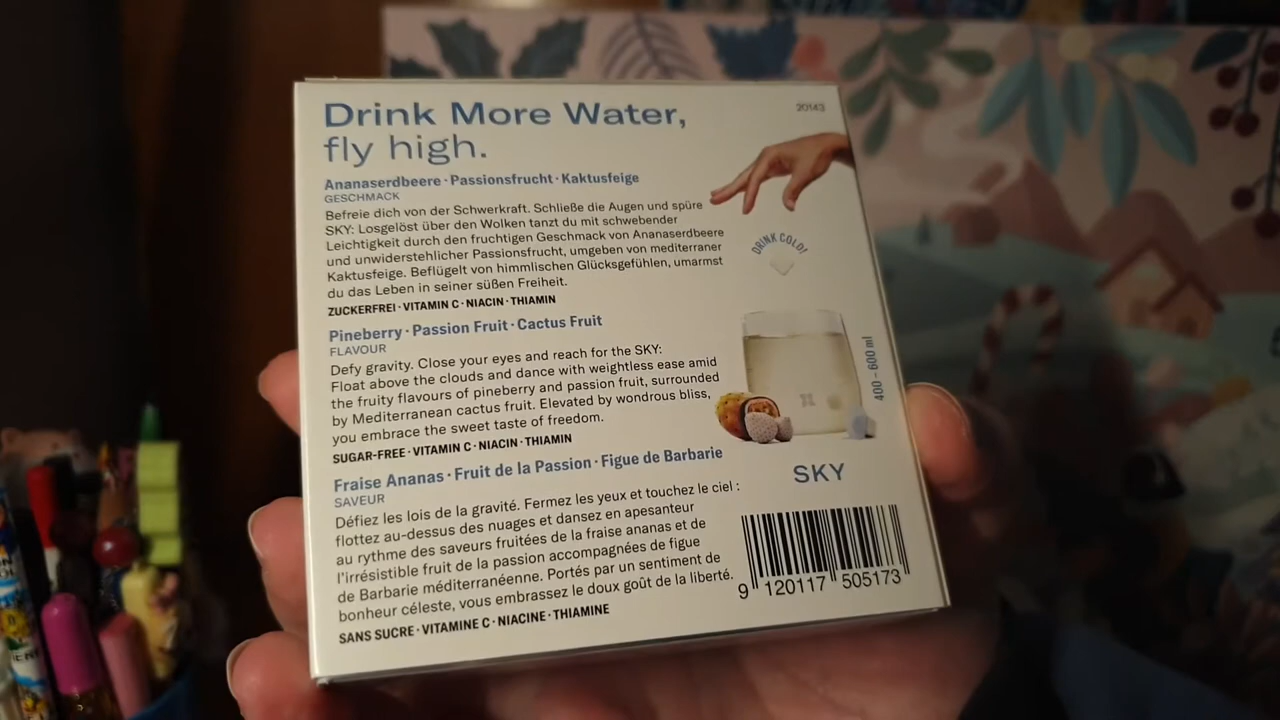 Drink More Water,
fly high.
20143
Ananaserdbeere · Passionsfrucht · Kaktusfeige
GESCHMACK
Befreie dich von der Schwerkraft. Schließe die Augen und spüre
SKY: Losgelöst über den Wolken tanzt du mit schwebender
Leichtigkeit durch den fruchtigen Geschmack von Ananaserdbeere
und unwiderstehlicher Passionsfrucht, umgeben von mediterraner
Kaktusfeige. Beflügelt von himmlischen Glücksgefühlen, umarmst
du das Leben in seiner süßen Freiheit.
ZUCKERFREI · VITAMIN C · NIACIN · THIAMIN
Pineberry · Passion Fruit · Cactus Fruit
FLAVOUR
Defy gravity. Close your eyes and reach for the SKY:
Float above the clouds and dance with weightless ease amid
the fruity flavours of pineberry and passion fruit, surrounded
by Mediterranean cactus fruit. Elevated by wondrous bliss,
you embrace the sweet taste of freedom.
SUGAR-FREE · VITAMIN C · NIACIN · THIAMIN
Fraise Ananas · Fruit de la Passion · Figue de Barbarie
SAVEUR
Défiez les lois de la gravité. Fermez les yeux et touchez le ciel :
flottez au-dessus des nuages et dansez en apesanteur
au rythme des saveurs fruitées de la fraise ananas et de
l'irrésistible fruit de la passion accompagnées de figue
de Barbarie méditerranéenne. Portés par un sentiment de
bonheur céleste, vous embrassez le doux goût de la liberté.
SANS SUCRE · VITAMINE C · NIACINE · THIAMINE
DRINK COLD!
400 – 600 ml
SKY
9 120117 505173